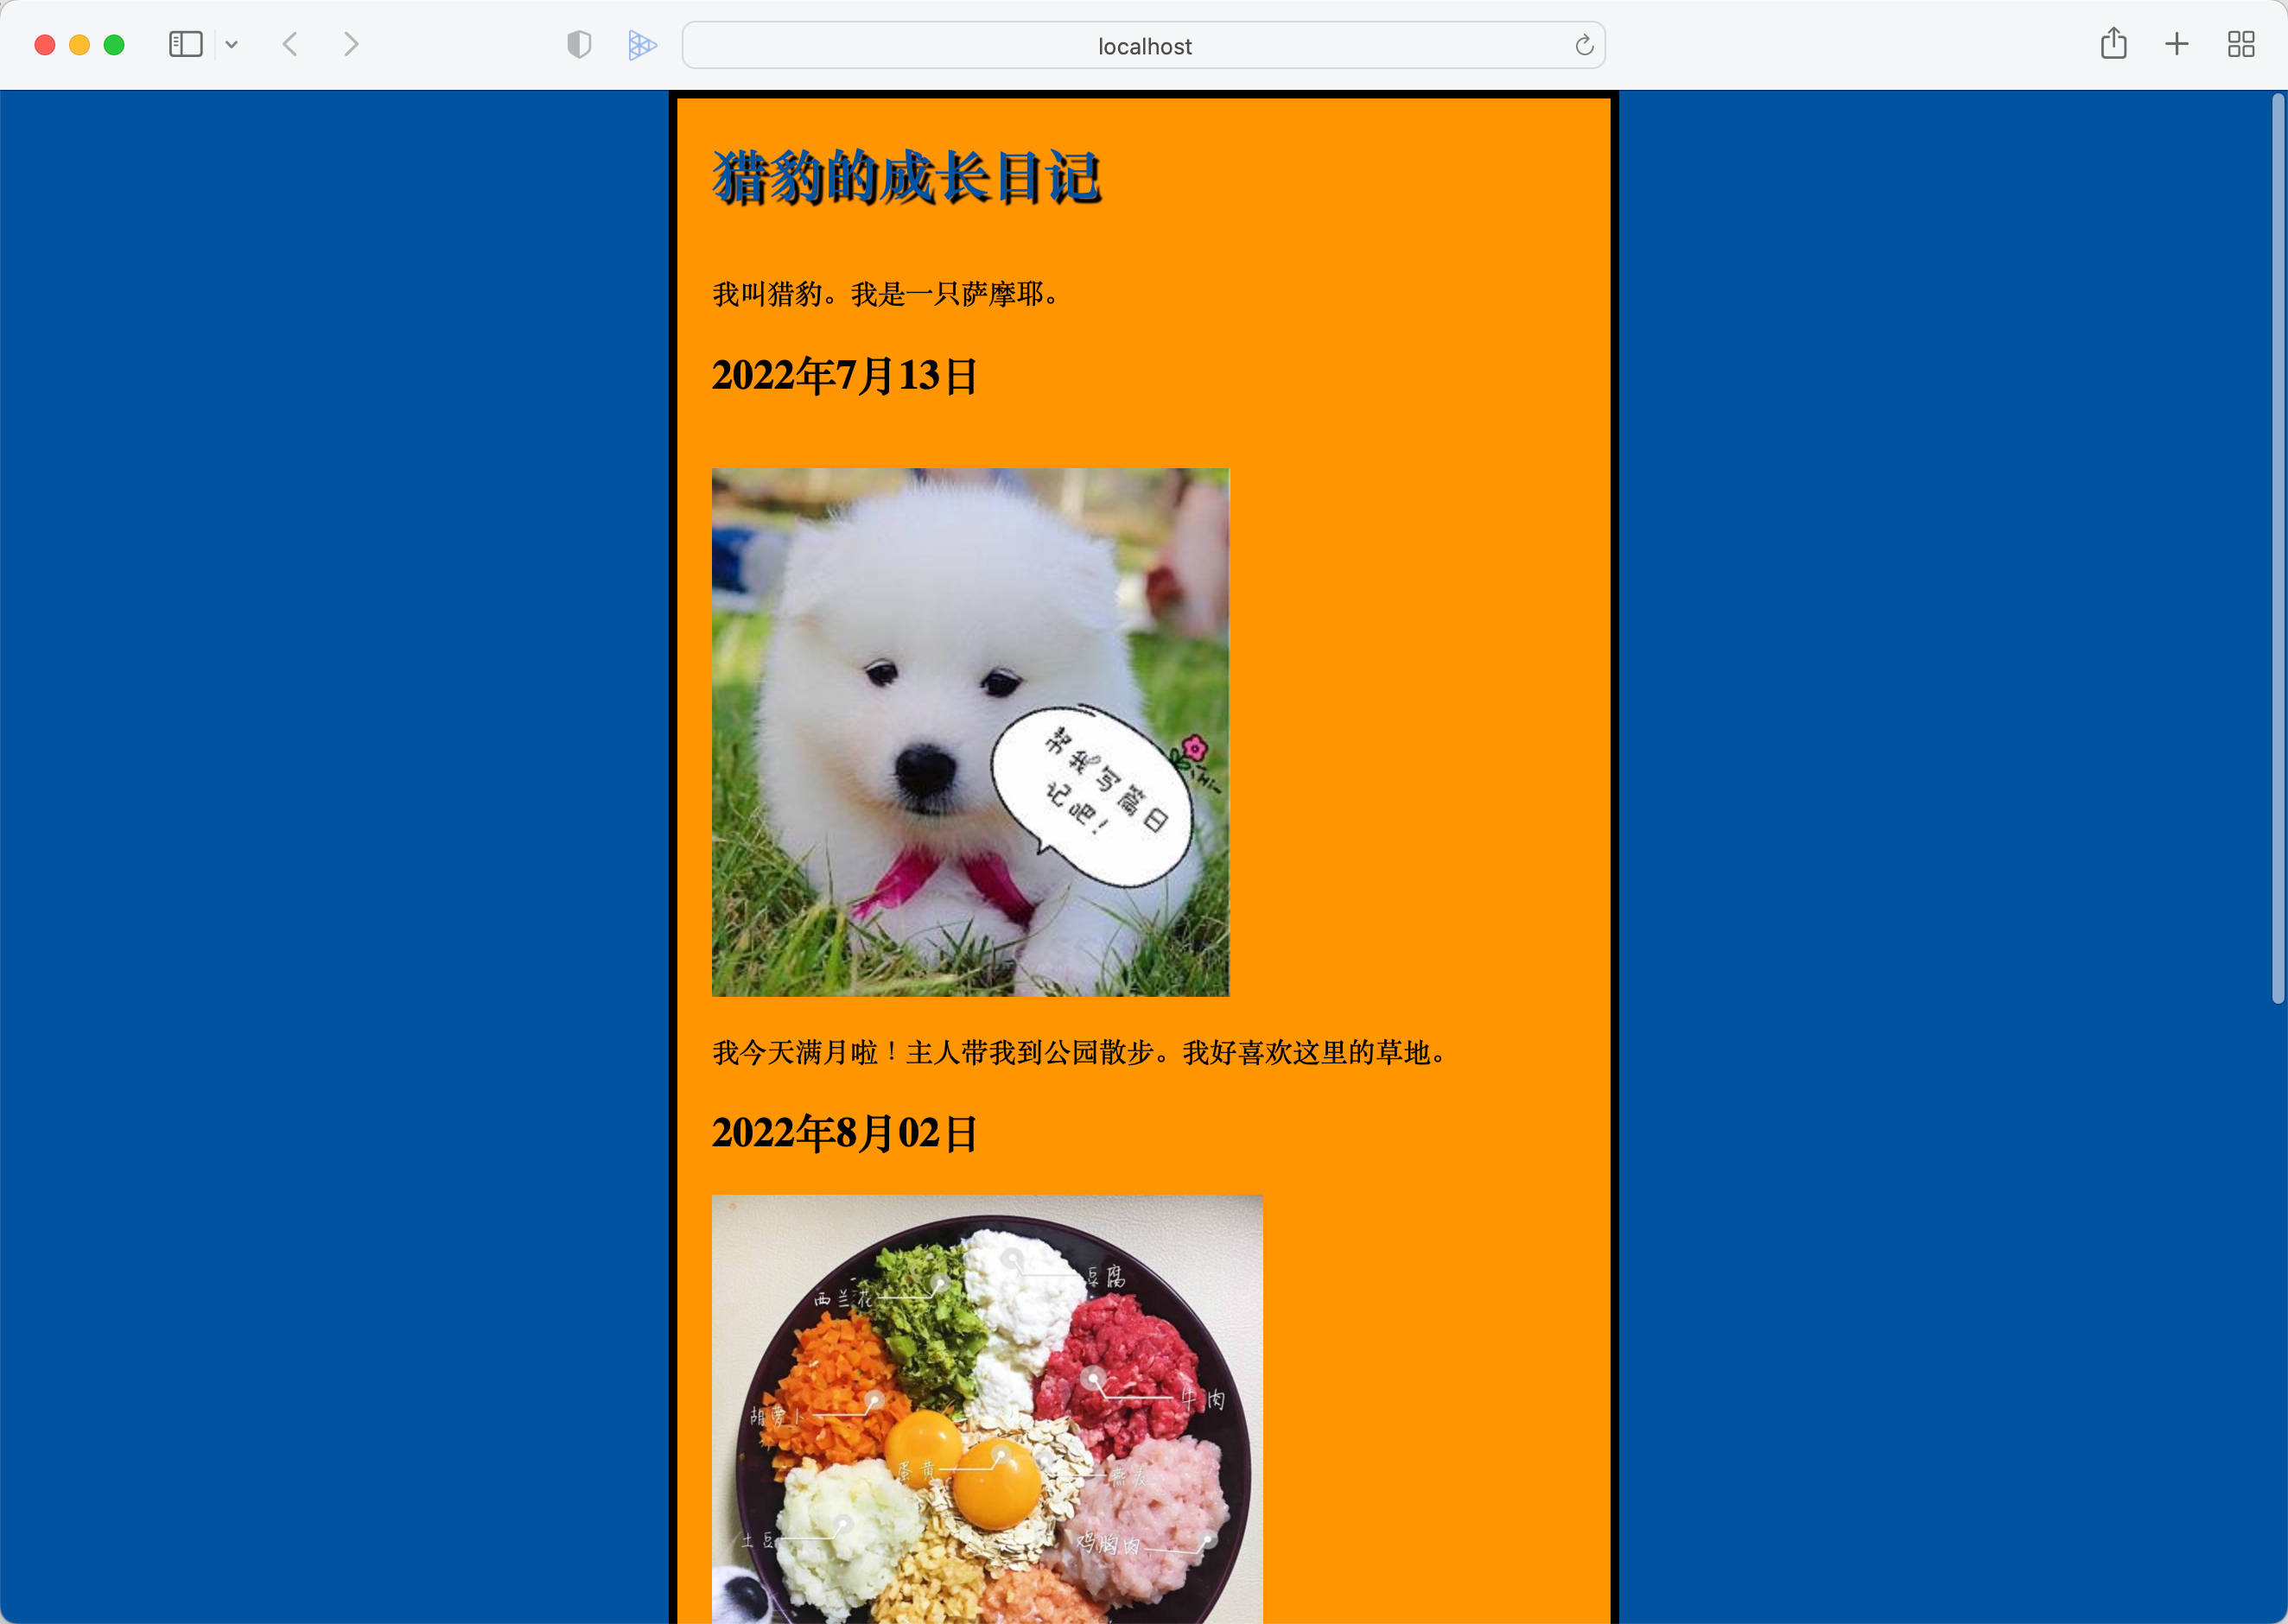 localhost
猎豹的成长日记
我叫猎豹。我是一只萨摩耶。
2022年7月13日
帮我写篇日
记吧!
我今天满月啦！主人带我到公园散步。我好喜欢这里的草地。
2022年8月02日
豆腐
西兰花
牛肉
胡萝卜
蛋黄
燕麦
土豆
鸡胸肉